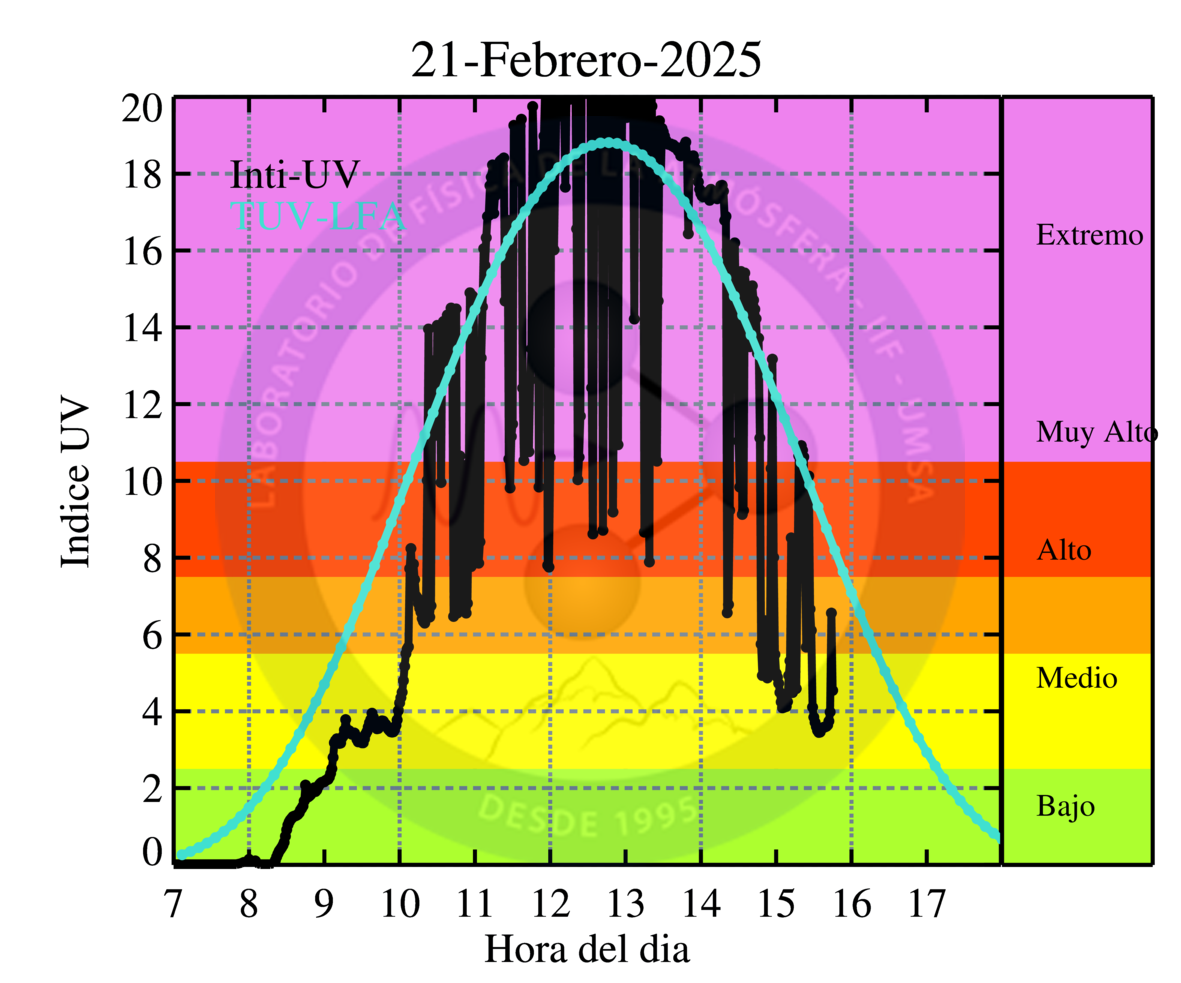 21-Febrero-2025
Indice UV
20
18
16
14
12
10
8
6
4
2
0
Inti-UV
TUV-LFA
LABORATORIO DE FÍSICA DE LA ATMÓSFERA - IIF - UMSA
DESDE 1995
Extremo
Muy Alto
Alto
Medio
Bajo
7 8 9 10 11 12 13 14 15 16 17
Hora del dia